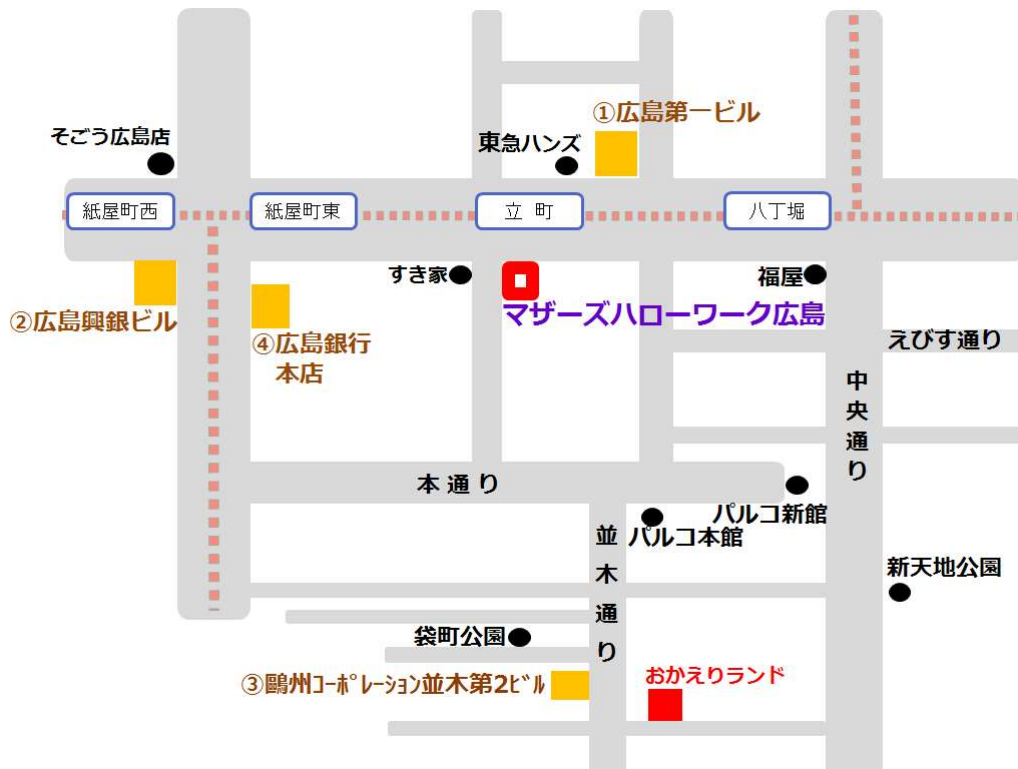 ①広島第一ビル
そごう広島店
東急ハンズ
紙屋町西
紙屋町東
立 町
八丁堀
すき家
福屋
②広島興銀ビル
マザーズハローワーク広島
④広島銀行
本店
えびす通り
中央通り
本通り
パルコ新館
パルコ本館
並木通り
新天地公園
袋町公園
おかえりランド
③鷗州ｺｰﾎﾟﾚｰｼｮﾝ並木第2ﾋﾞﾙ